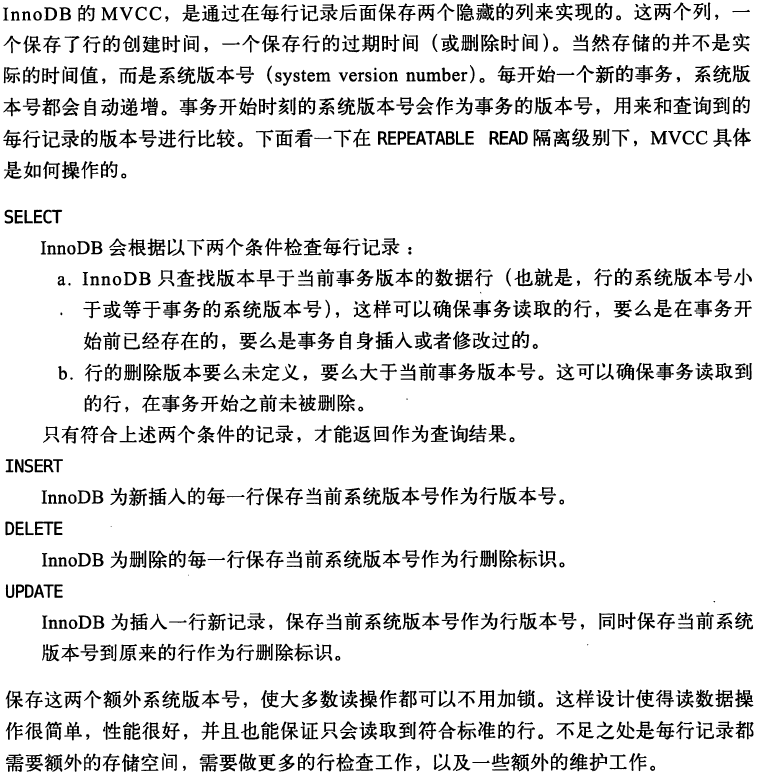 InnoDB 的 MVCC，是通过在每行记录后面保存两个隐藏的列来实现的。这两个列，一
个保存了行的创建时间，一个保存行的过期时间（或删除时间）。当然存储的并不是实
际的时间值，而是系统版本号（system version number）。每开始一个新的事务，系统版
本号都会自动递增。事务开始时刻的系统版本号会作为事务的版本号，用来和查询到的
每行记录的版本号进行比较。下面看一下在 REPEATABLE READ 隔离级别下，MVCC 具体
是如何操作的。
SELECT
InnoDB 会根据以下两个条件检查每行记录：
a. InnoDB 只查找版本早于当前事务版本的数据行（也就是，行的系统版本号小
于或等于事务的系统版本号），这样可以确保事务读取的行，要么是在事务开
始前已经存在的，要么是事务自身插入或者修改过的。
b. 行的删除版本要么未定义，要么大于当前事务版本号。这可以确保事务读取到
的行，在事务开始之前未被删除。
只有符合上述两个条件的记录，才能返回作为查询结果。
INSERT
InnoDB 为新插入的每一行保存当前系统版本号作为行版本号。
DELETE
InnoDB 为删除的每一行保存当前系统版本号作为行删除标识。
UPDATE
InnoDB 为插入一行新记录，保存当前系统版本号作为行版本号，同时保存当前系统
版本号到原来的行作为行删除标识。
保存这两个额外系统版本号，使大多数读操作都可以不用加锁。这样设计使得读数据操
作很简单，性能很好，并且也能保证只会读取到符合标准的行。不足之处是每行记录都
需要额外的存储空间，需要做更多的行检查工作，以及一些额外的维护工作。